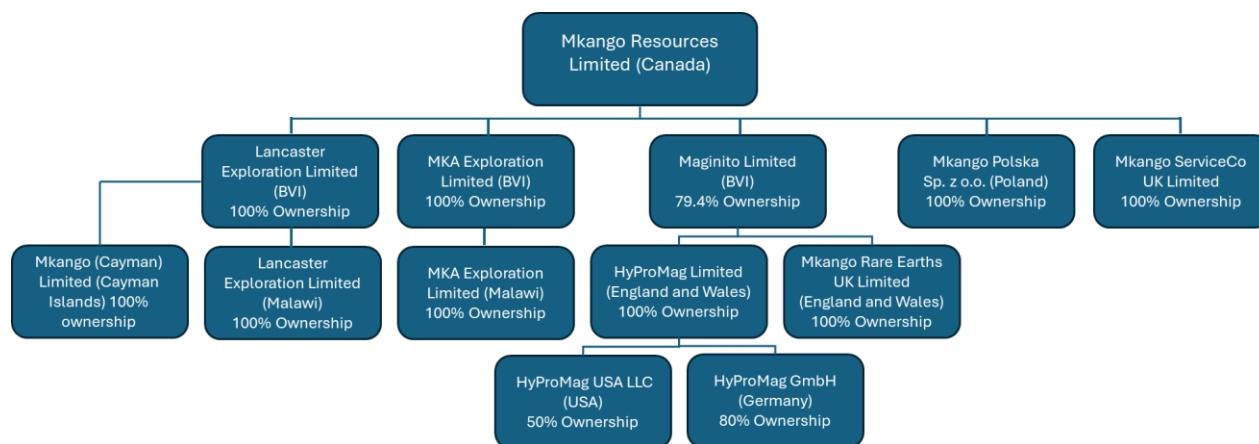 Mkango Resources
Limited (Canada)
Lancaster
Exploration Limited
(BVI)
100% Ownership
MKA Exploration
Limited (BVI)
100% Ownership
Maginito Limited
(BVI)
79.4% Ownership
Mkango Polska
Sp. z o.o. (Poland)
100% Ownership
Mkango ServiceCo
UK Limited
100% Ownership
Mkango (Cayman)
Limited (Cayman
Islands) 100%
ownership
Lancaster
Exploration Limited
(Malawi)
100% Ownership
MKA Exploration
Limited (Malawi)
100% Ownership
HyProMag Limited
(England and Wales)
100% Ownership
Mkango Rare Earths
UK Limited
(England and Wales)
100% Ownership
HyProMag USA LLC
(USA)
50% Ownership
HyProMag GmbH
(Germany)
80% Ownership